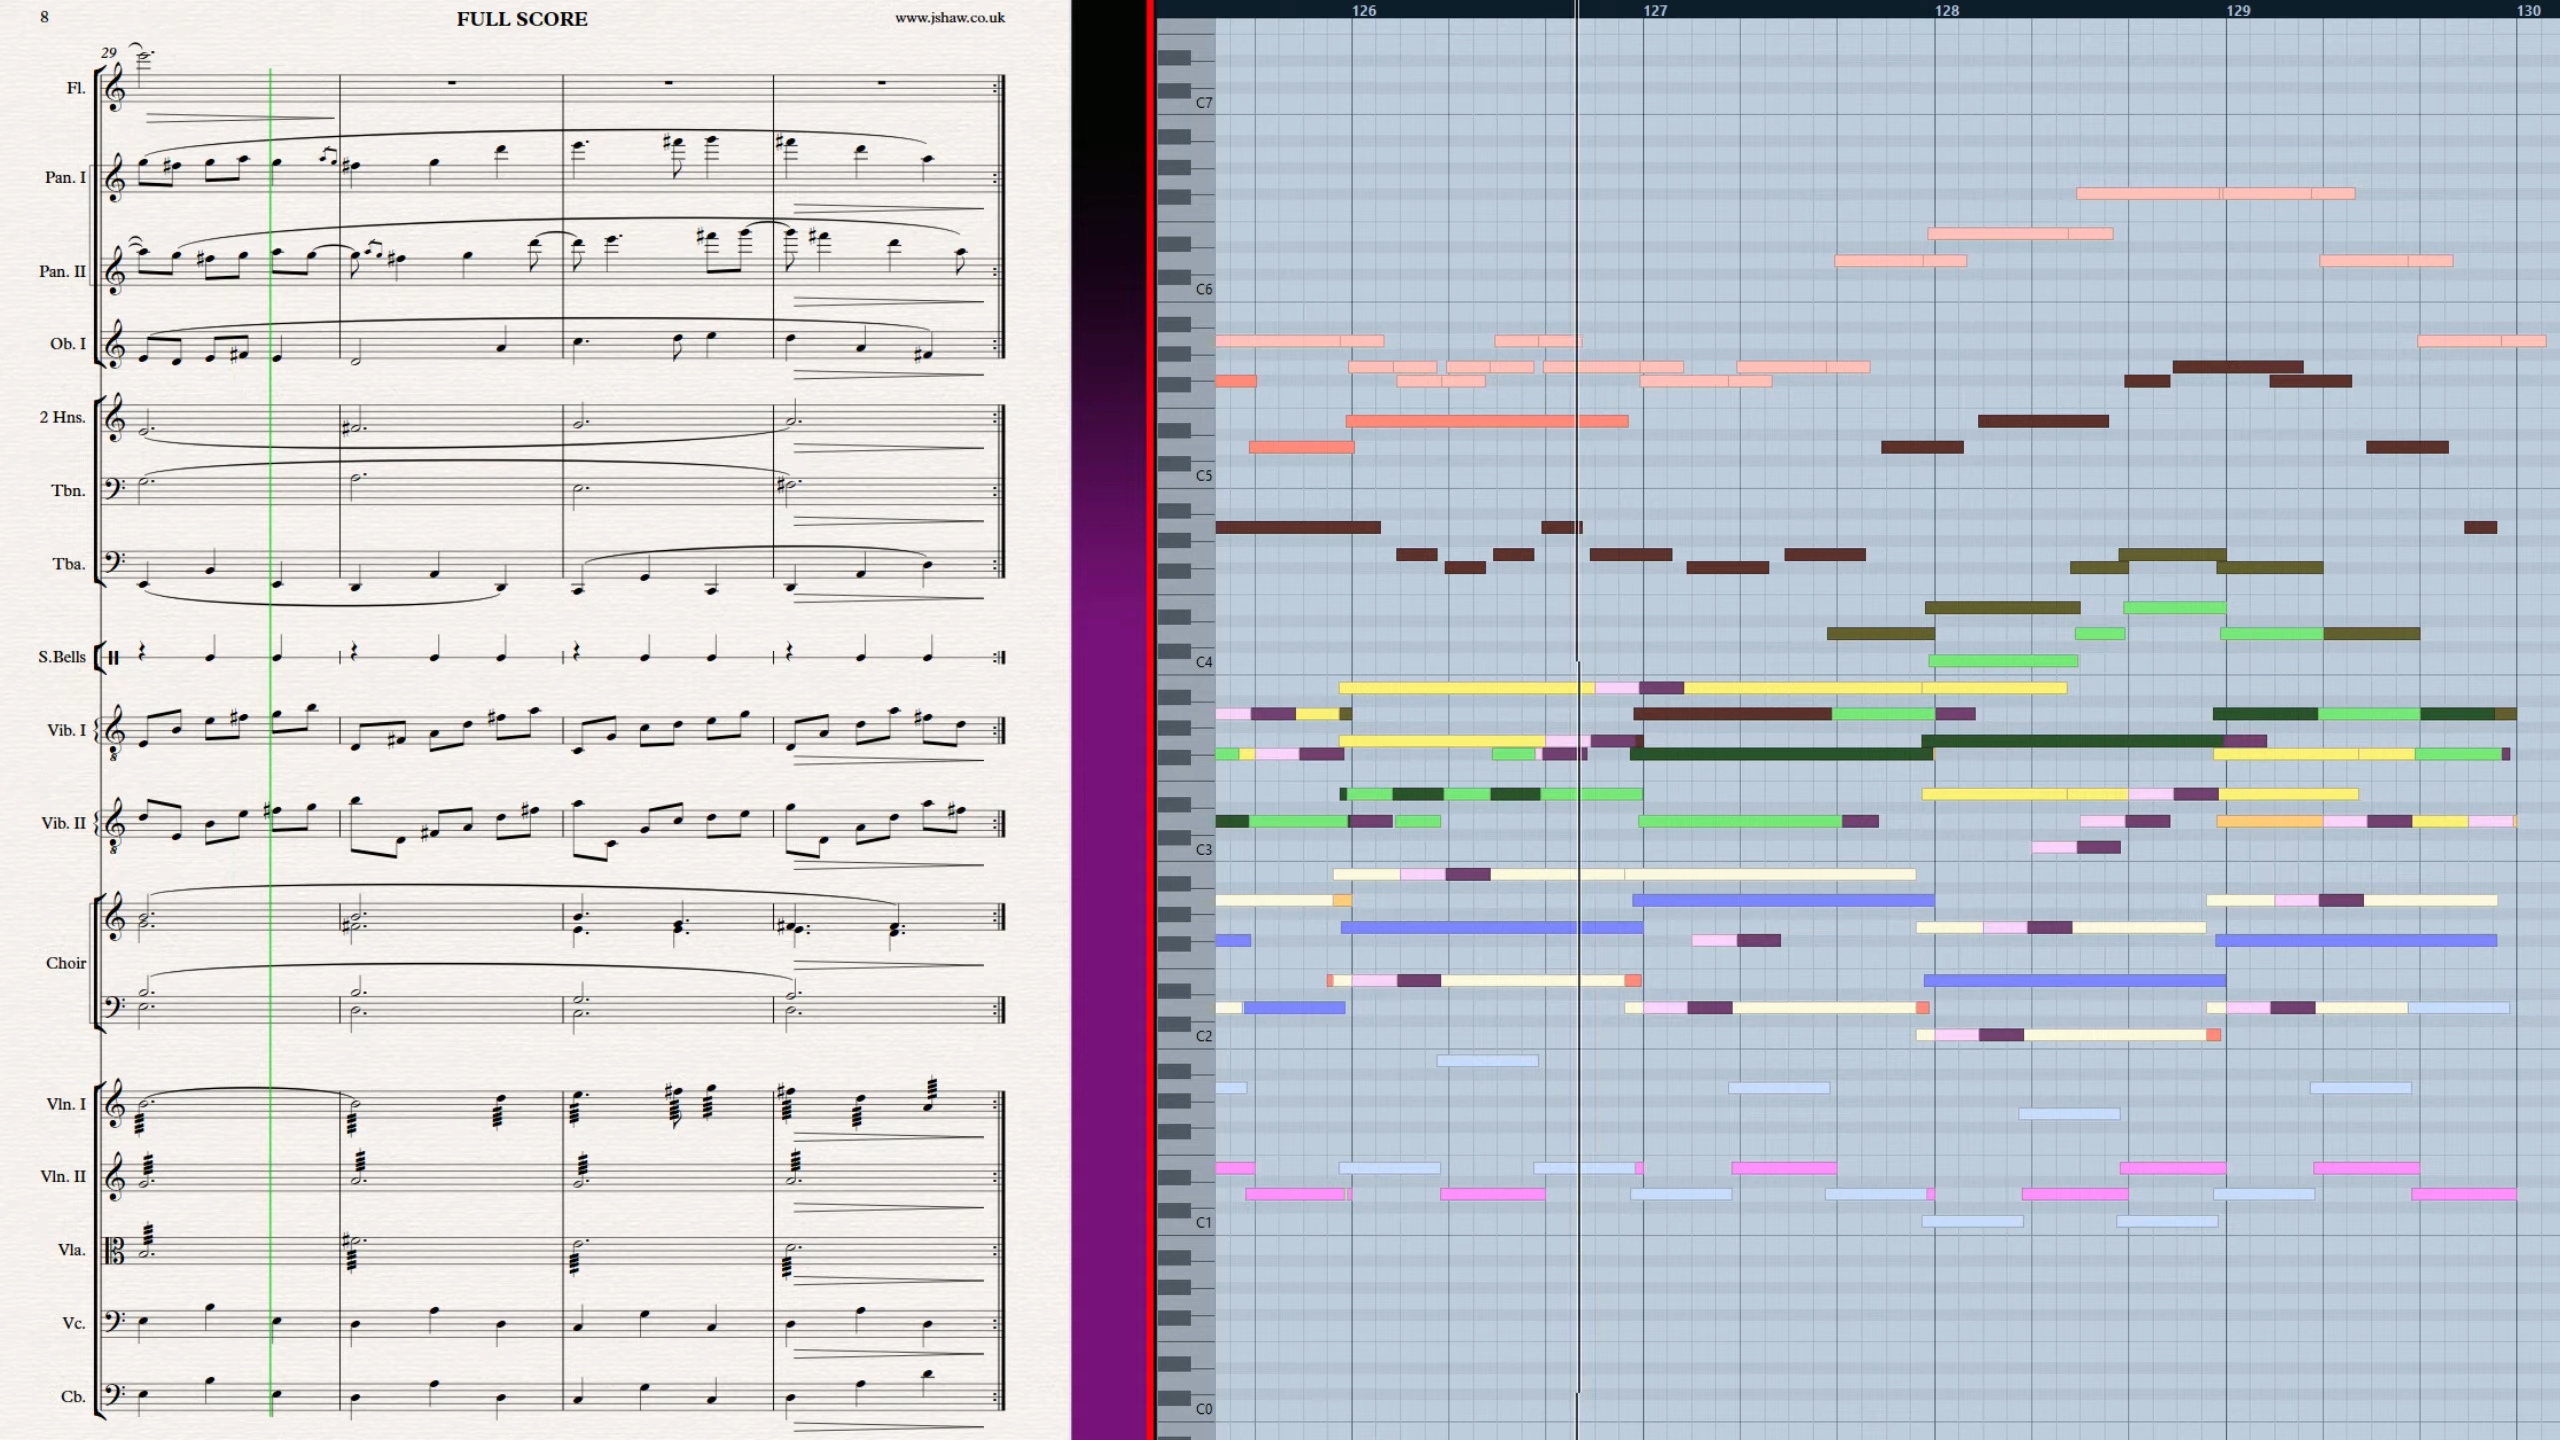 8 FULL SCORE www.jshaw.co.uk
29
Fl.
Pan. I
Pan. II
Ob. I
2 Hns.
Tbn.
Tba.
S.Bells
Vib. I
8
Vib. II
8
Choir
Vln. I
Vln. II
Vla.
Vc.
Cb.
126 127 128 129 130
C7
C6
C5
C4
C3
C2
C1
C0